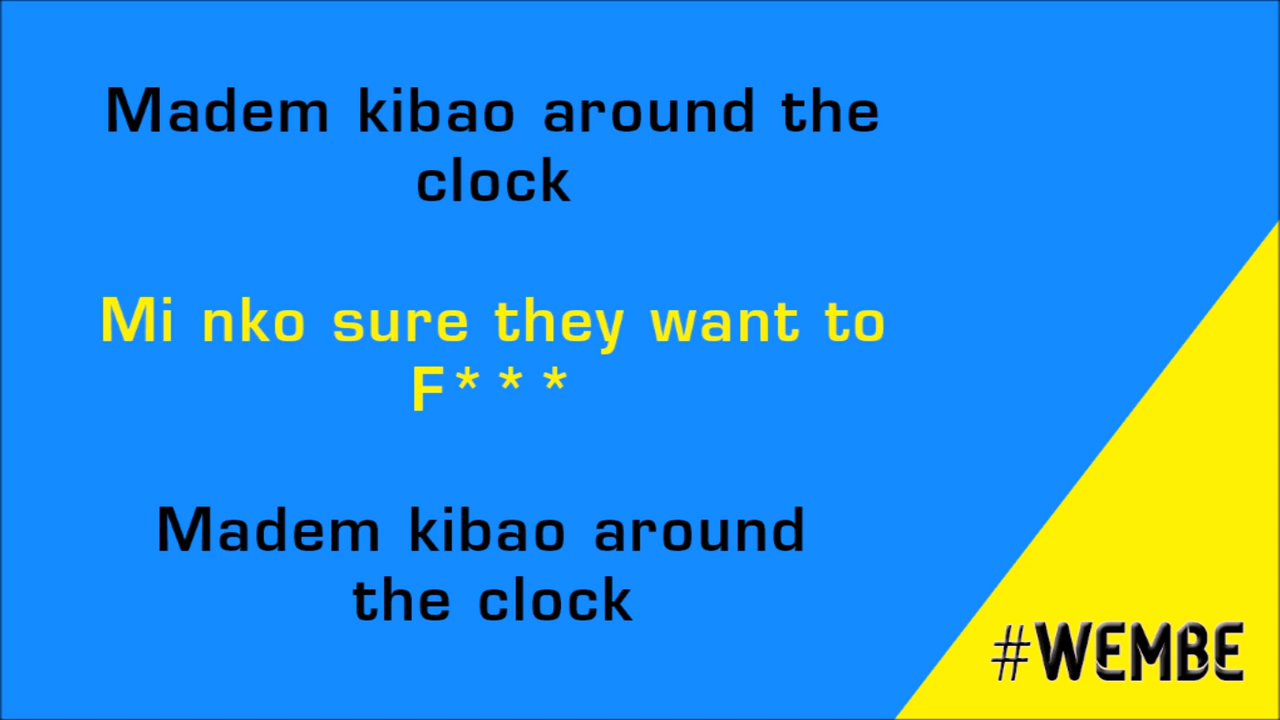 Madem kibao around the
clock
Mi nko sure they want to
F***
Madem kibao around
the clock
#WEMBE